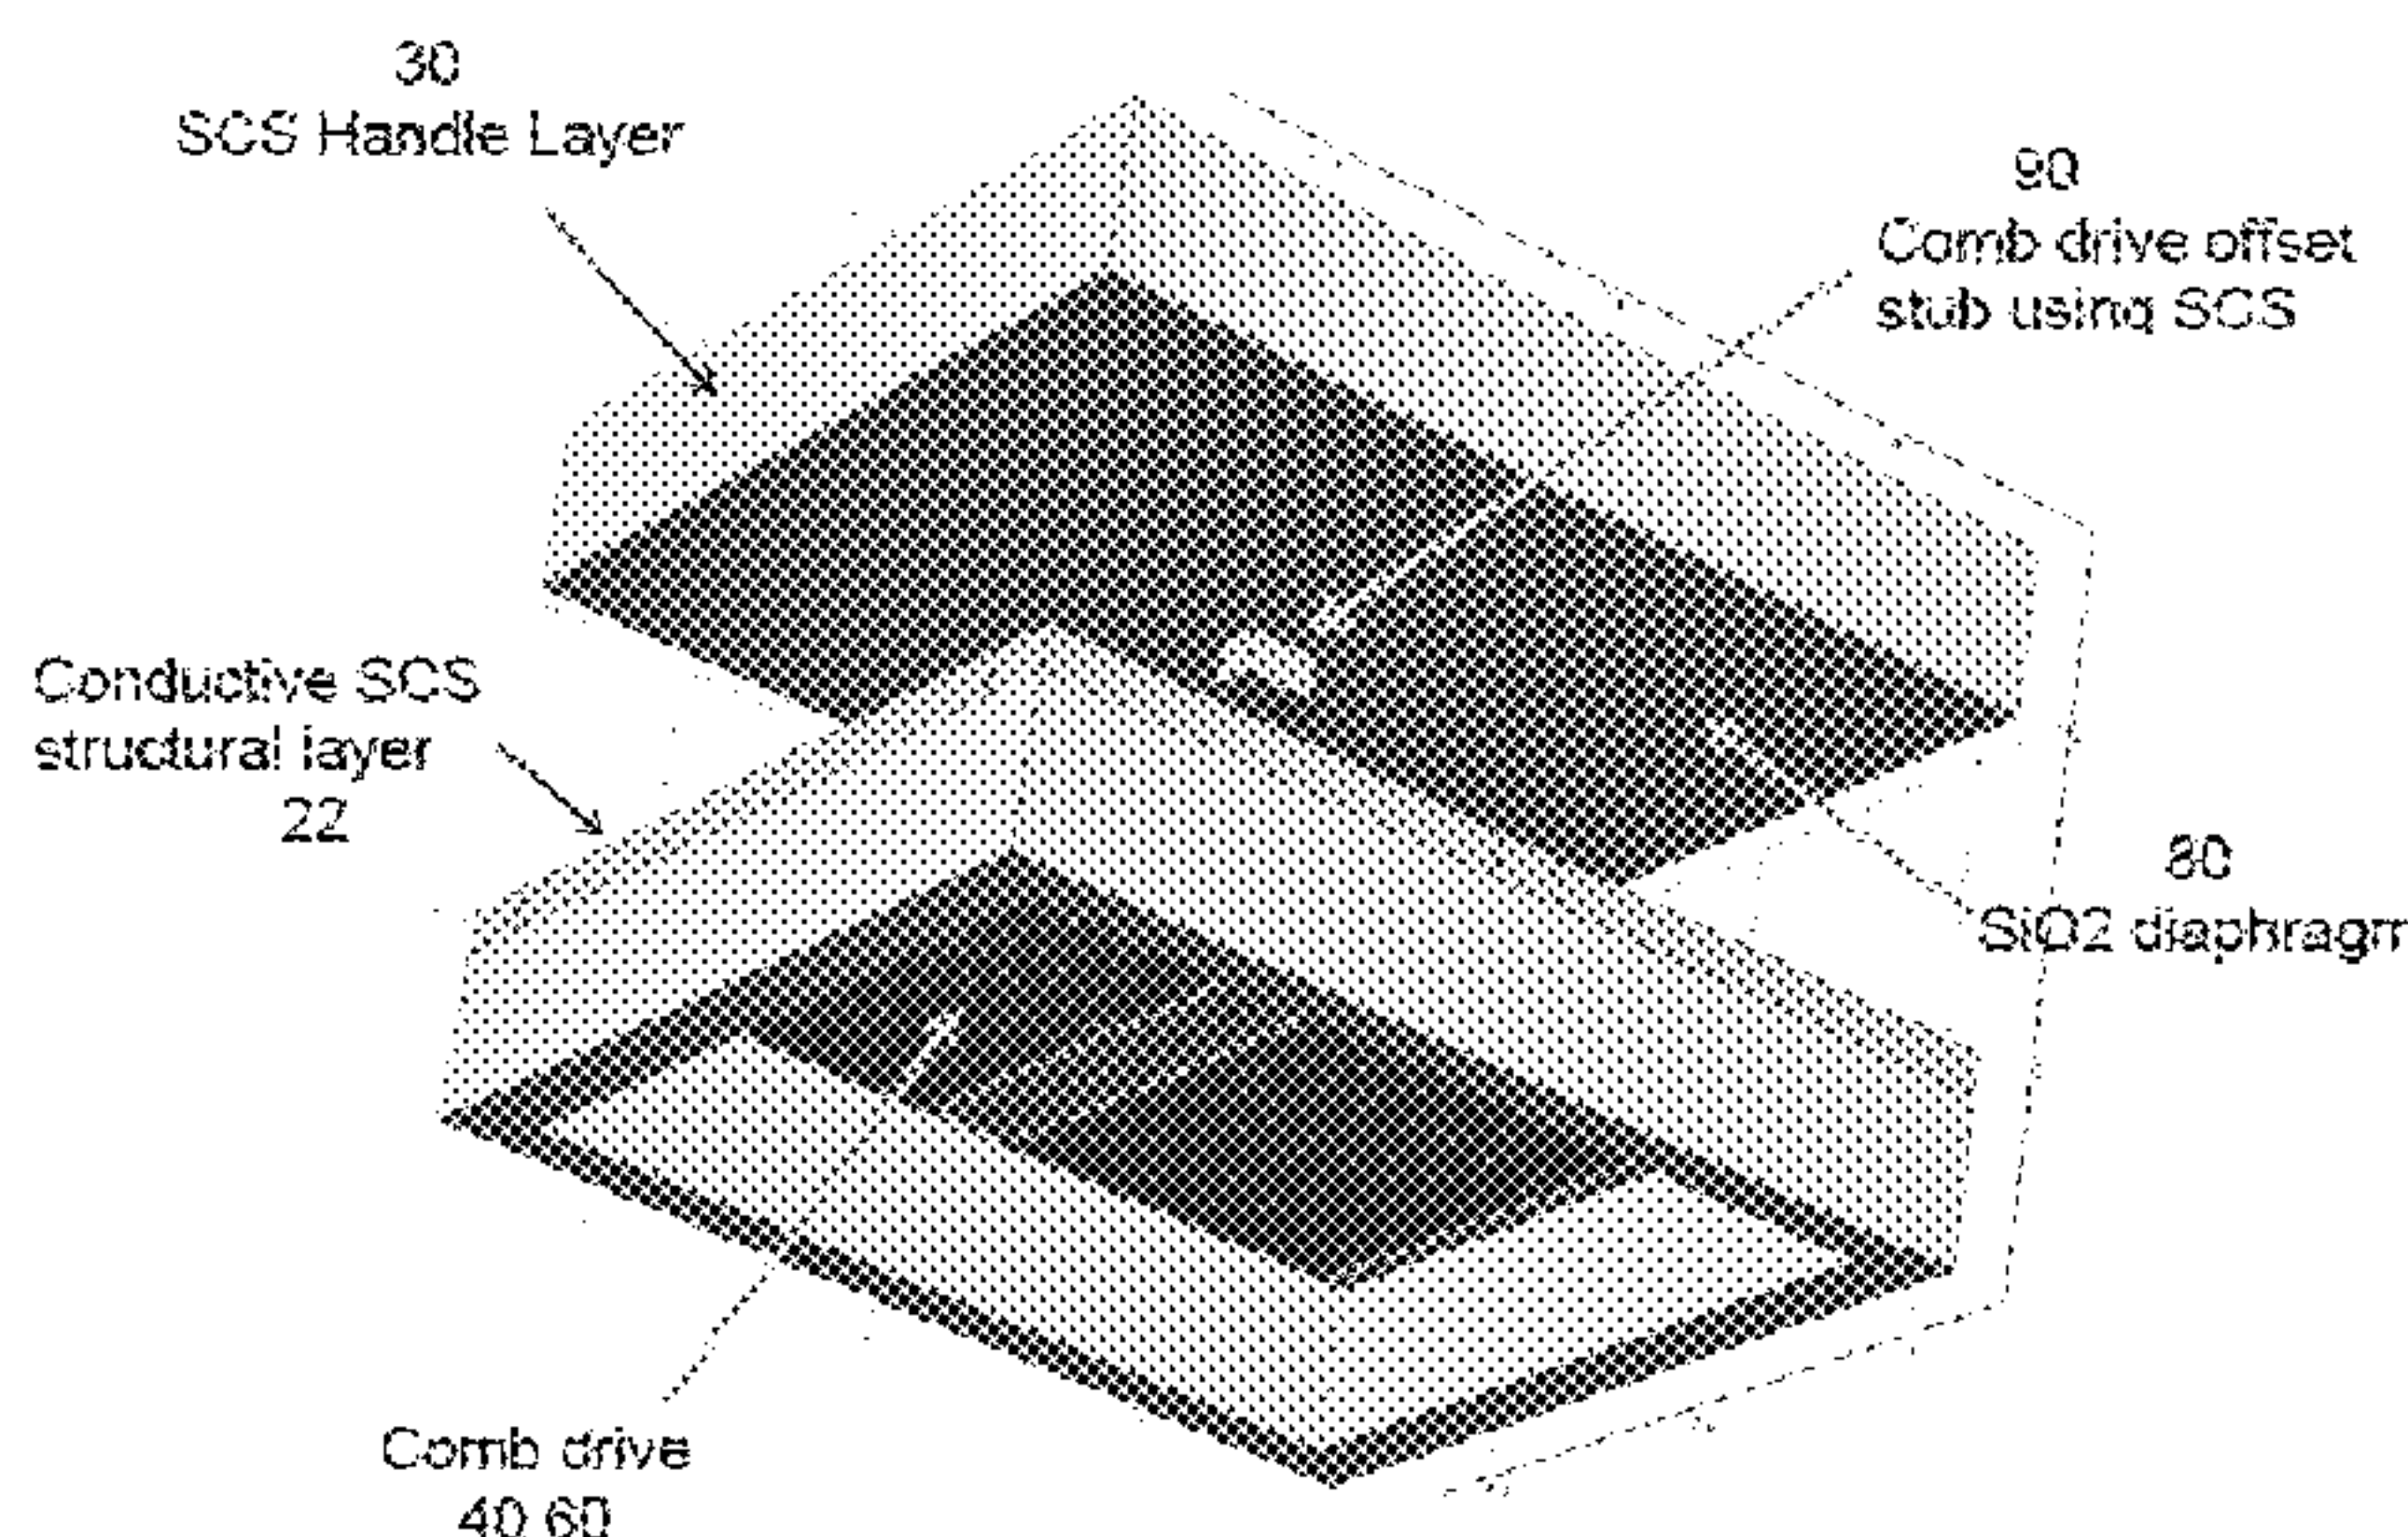 30
SCS Handle Layer
90
Comb drive offset
stub using SCS
Conductive SCS
structural layer
22
80
SiO2 diaphragm
Comb drive
40 60